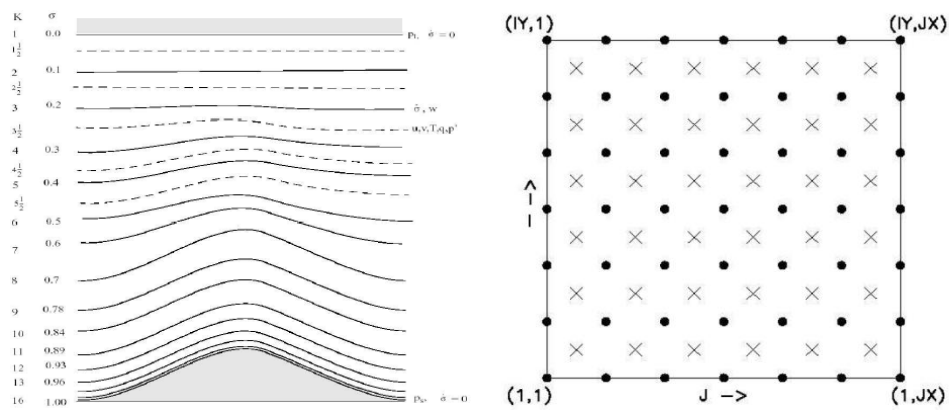 K σ
1 0.0 pₜ, σ̇ = 0
1½
2 0.1
2½
3 0.2 σ̇, w
3½ u,v,T,q,p'
4 0.3
4½
5 0.4
5½
6 0.5
0.6
7
8 0.7
9 0.78
10 0.84
11 0.89
12 0.93
13 0.96
16 1.00 pₛ, σ̇ = 0
(IY,1) (IY,JX)
I -->
(1,1) J --> (1,JX)